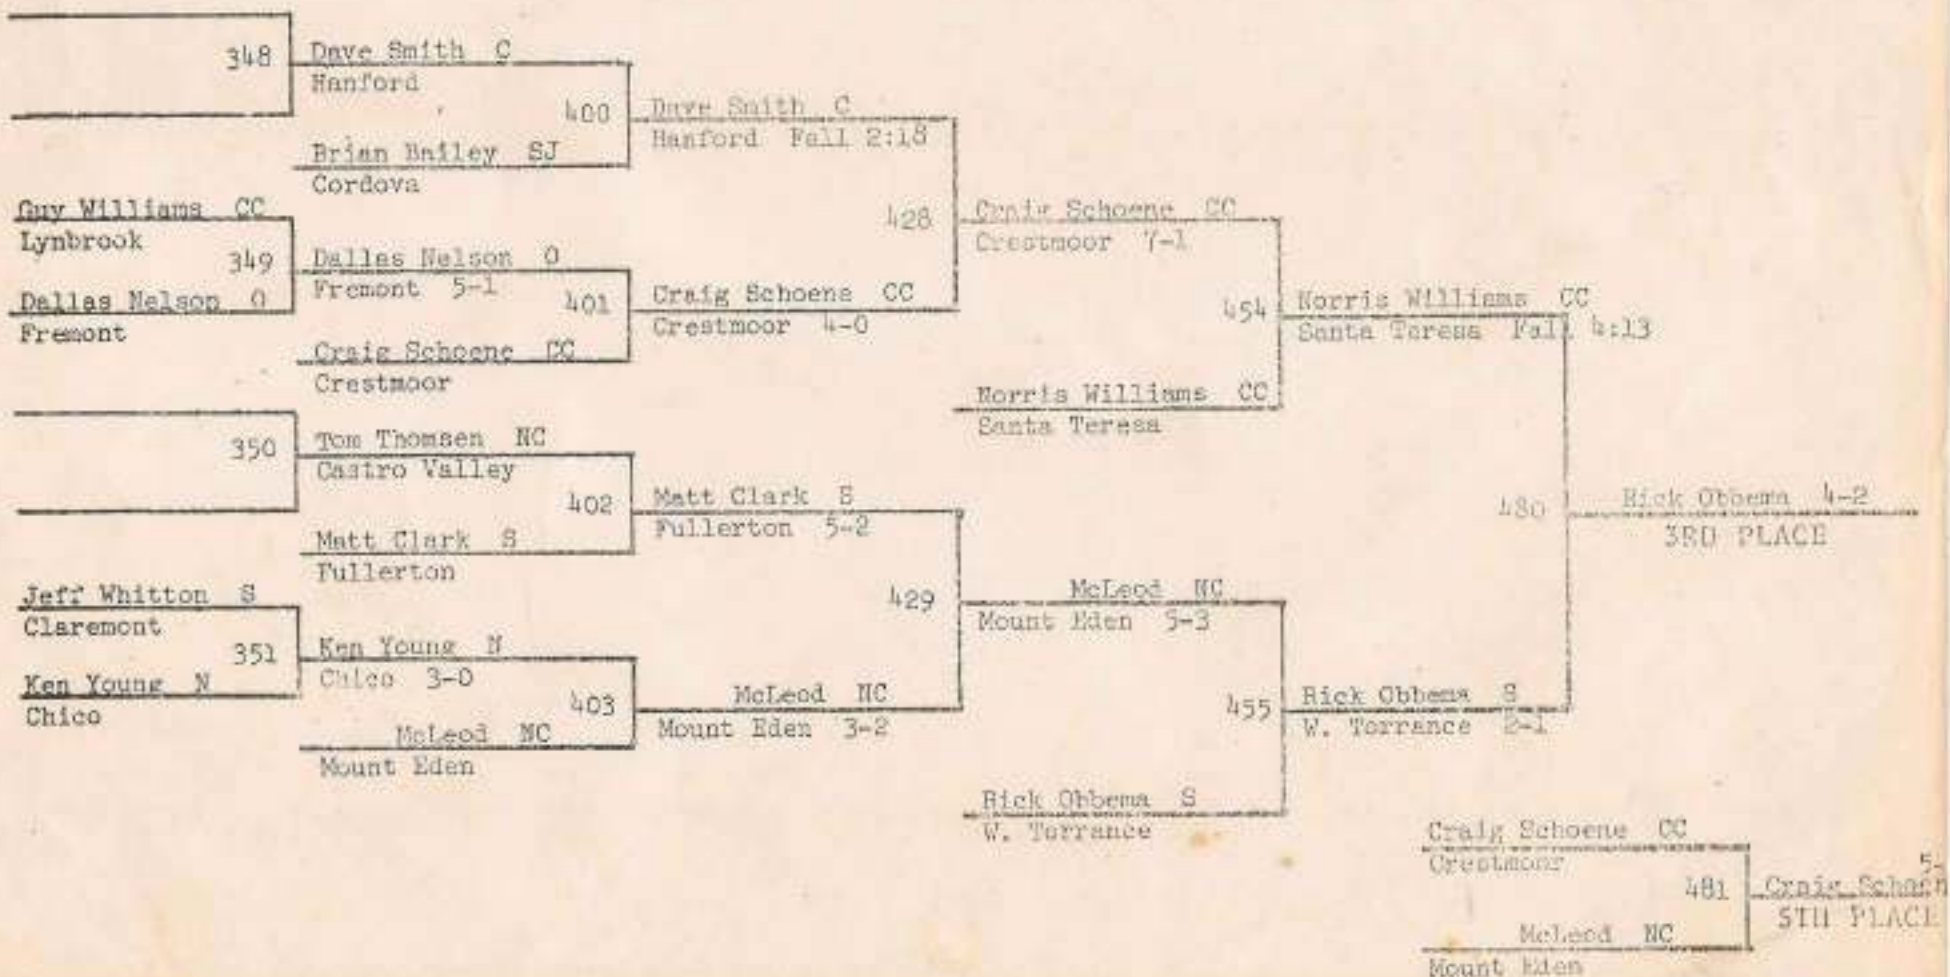 348
Dave Smith C
Hanford
400
Brian Bailey SJ
Cordova
Dave Smith C
Hanford Fall 2:18
Guy Williams CC
Lynbrook
349
Dallas Nelson O
Fremont
Dallas Nelson O
Fremont 5-1
401
Craig Schoene CC
Crestmoor
Craig Schoene CC
Crestmoor 4-0
428
Craig Schoene CC
Crestmoor 7-1
454
Norris Williams CC
Santa Teresa
Norris Williams CC
Santa Teresa Fall 4:13
350
Tom Thomsen NC
Castro Valley
402
Matt Clark S
Fullerton
Matt Clark S
Fullerton 5-2
Jeff Whitton S
Claremont
351
Ken Young N
Chico
Ken Young N
Chico 3-0
403
McLeod NC
Mount Eden
McLeod NC
Mount Eden 3-2
429
McLeod NC
Mount Eden 5-3
455
Rick Obbema S
W. Torrance
Rick Obbema S
W. Torrance 2-1
480
Rick Obbema 4-2
3RD PLACE
Craig Schoene CC
Crestmoor
481
McLeod NC
Mount Eden
5-
Craig Schoen
5TH PLACE